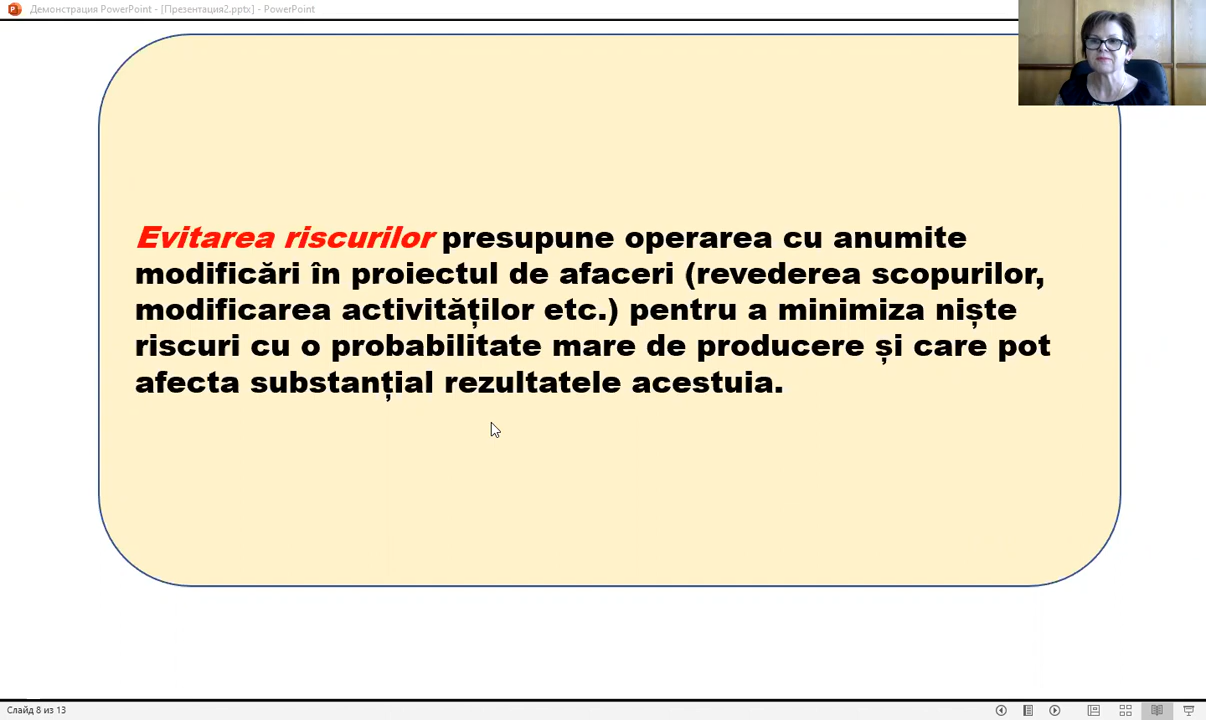 Демонстрация PowerPoint - [Презентация2.pptx] - PowerPoint
Evitarea riscurilor presupune operarea cu anumite
modificări în proiectul de afaceri (revederea scopurilor,
modificarea activităților etc.) pentru a minimiza niște
riscuri cu o probabilitate mare de producere și care pot
afecta substanțial rezultatele acestuia.
Слайд 8 из 13